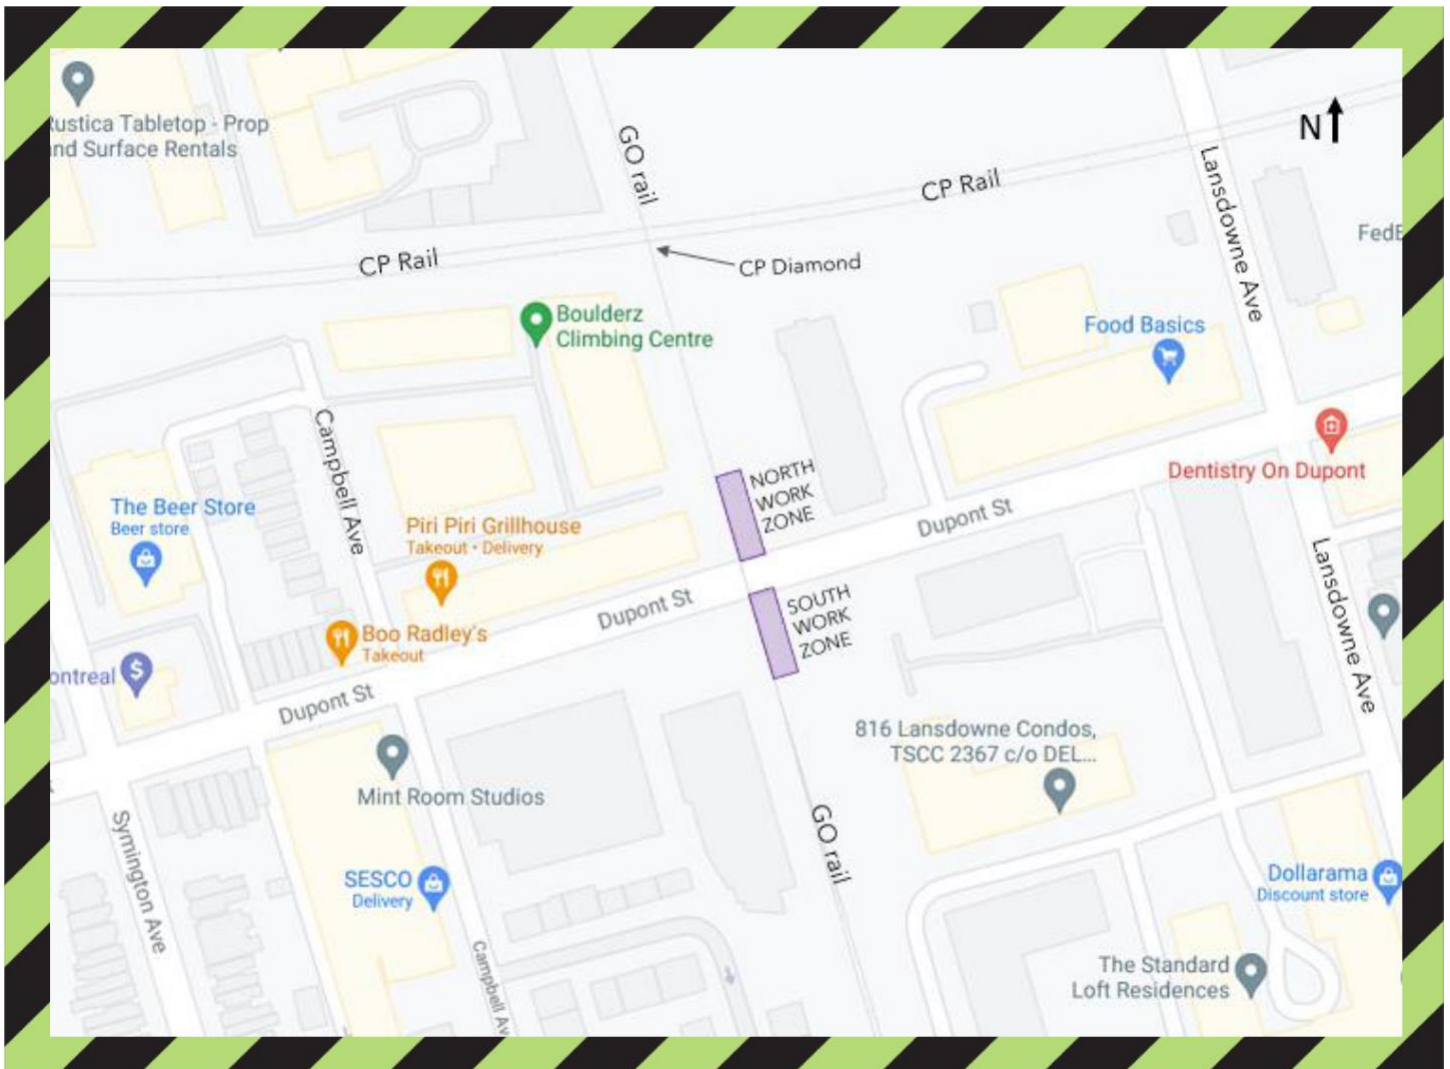 Rustica Tabletop - Prop
and Surface Rentals
GO rail
N
CP Rail
Lansdowne Ave
CP Rail
CP Diamond
FedE
Boulderz
Climbing Centre
Food Basics
Campbell Ave
Dentistry On Dupont
NORTH
WORK
ZONE
The Beer Store
Beer store
Piri Piri Grillhouse
Takeout • Delivery
Dupont St
Lansdowne Ave
Dupont St
SOUTH
WORK
ZONE
Boo Radley's
Takeout
ontreal
Dupont St
816 Lansdowne Condos,
TSCC 2367 c/o DEL...
Mint Room Studios
GO rail
Symington Ave
SESCO
Delivery
Dollarama
Discount store
Campbell Av
The Standard
Loft Residences